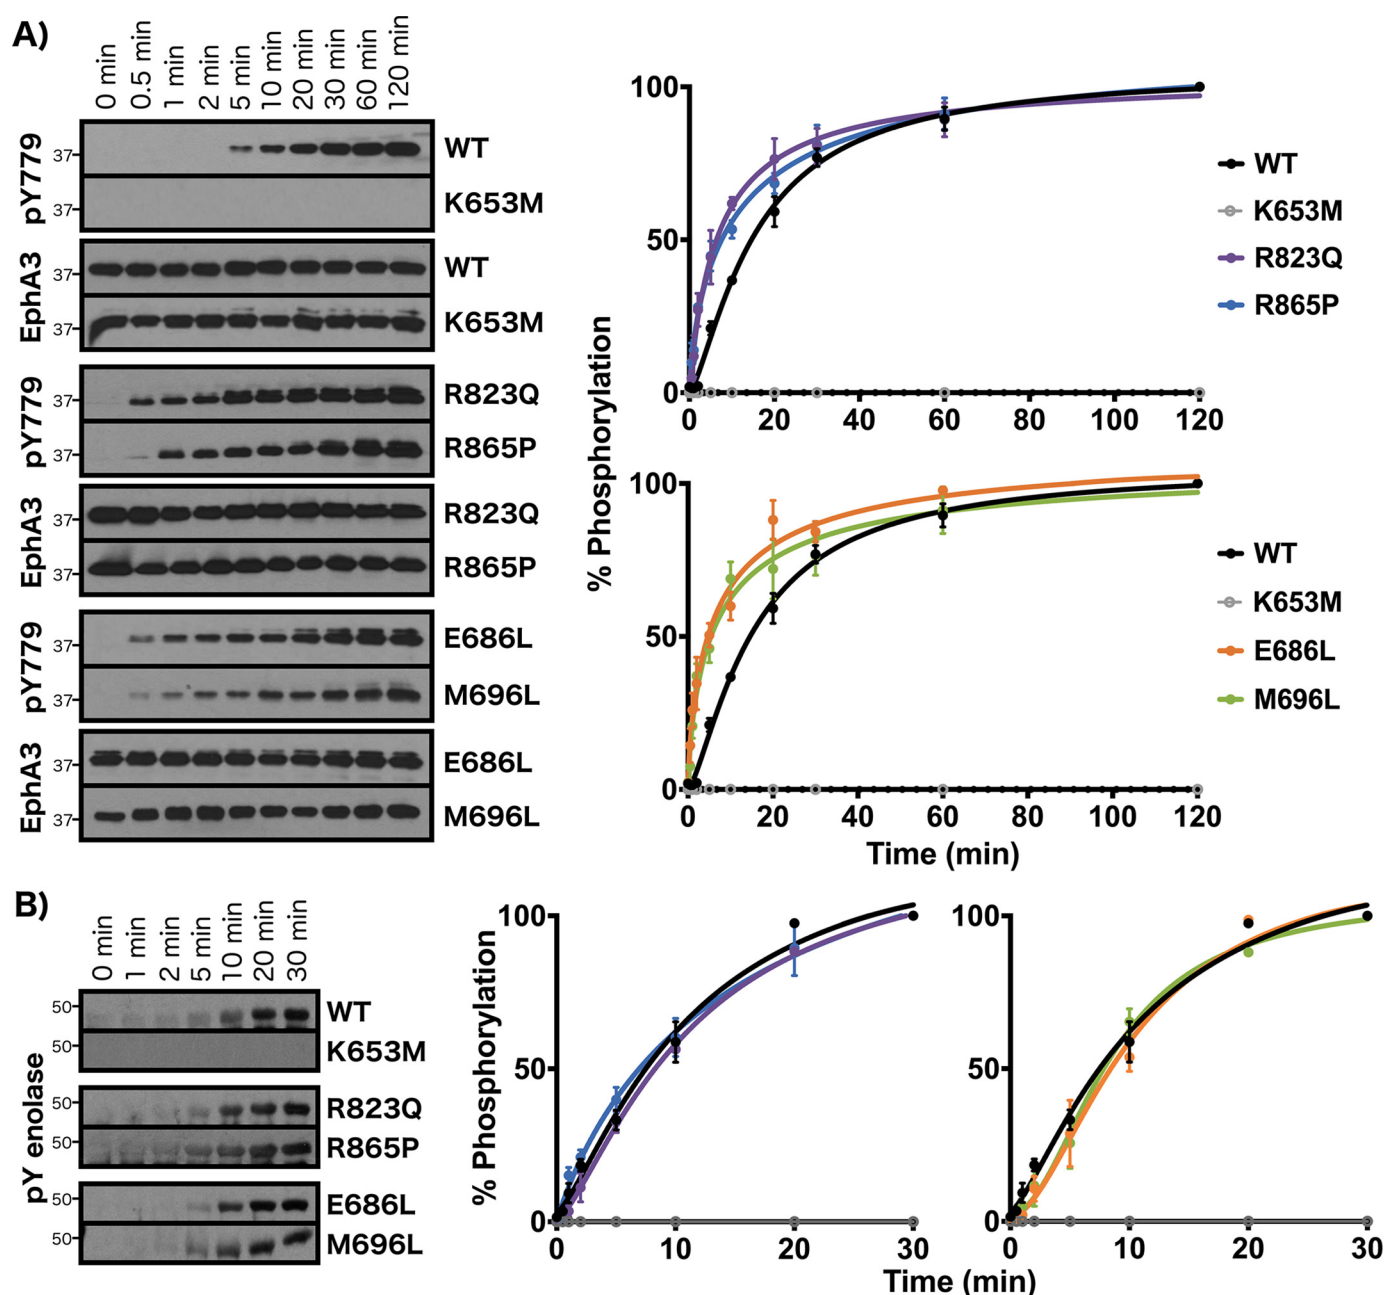 A)
0 min
0.5 min
1 min
2 min
5 min
10 min
20 min
30 min
60 min
120 min
pY779
37
WT
37
K653M
EphA3
37
WT
37
K653M
pY779
37
R823Q
37
R865P
EphA3
37
R823Q
37
R865P
pY779
37
E686L
37
M696L
EphA3
37
E686L
37
M696L
% Phosphorylation
100
50
0
0 20 40 60 80 100 120
WT
K653M
R823Q
R865P
100
50
0
0 20 40 60 80 100 120
Time (min)
WT
K653M
E686L
M696L
B)
0 min
1 min
2 min
5 min
10 min
20 min
30 min
pY enolase
50
WT
50
K653M
50
R823Q
50
R865P
50
E686L
50
M696L
% Phosphorylation
100
50
0
0 10 20 30
100
50
0
0 10 20 30
Time (min)